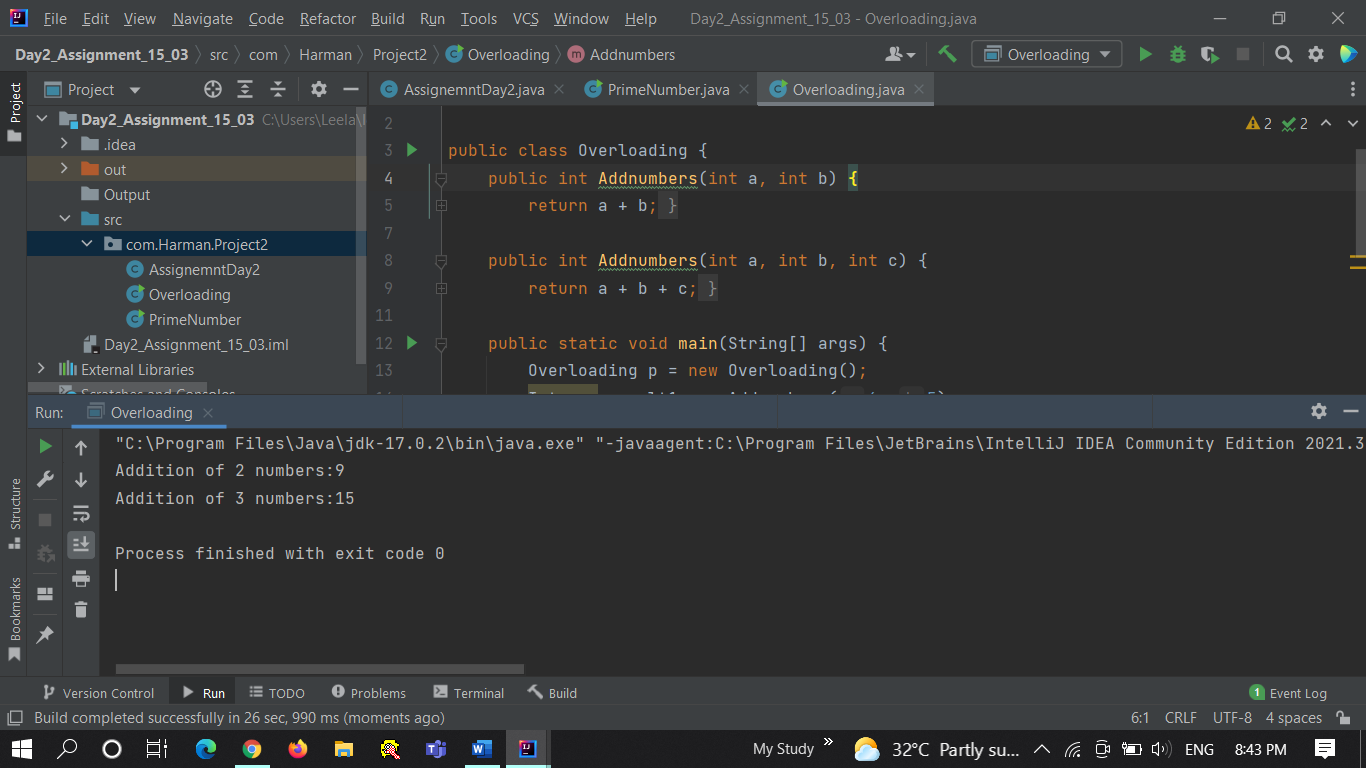 File Edit View Navigate Code Refactor Build Run Tools VCS Window Help Day2_Assignment_15_03 - Overloading.java
Day2_Assignment_15_03 src com Harman Project2 Overloading m Addnumbers Overloading
Project
Project
AssignemntDay2.java
PrimeNumber.java
Overloading.java
Day2_Assignment_15_03 C:\Users\Leela\
.idea
out
Output
src
com.Harman.Project2
AssignemntDay2
Overloading
PrimeNumber
Day2_Assignment_15_03.iml
External Libraries
Scratches and Consoles
2
2 2
3 public class Overloading {
4 public int Addnumbers(int a, int b) {
5 return a + b; }
7
8 public int Addnumbers(int a, int b, int c) {
9 return a + b + c; }
11
12 public static void main(String[] args) {
13 Overloading p = new Overloading();
Run: Overloading
"C:\Program Files\Java\jdk-17.0.2\bin\java.exe" "-javaagent:C:\Program Files\JetBrains\IntelliJ IDEA Community Edition 2021.3
Addition of 2 numbers:9
Addition of 3 numbers:15
Process finished with exit code 0
Structure
Bookmarks
Version Control Run TODO Problems Terminal Build 1 Event Log
Build completed successfully in 26 sec, 990 ms (moments ago) 6:1 CRLF UTF-8 4 spaces
My Study » 32°C Partly su... ENG 8:43 PM